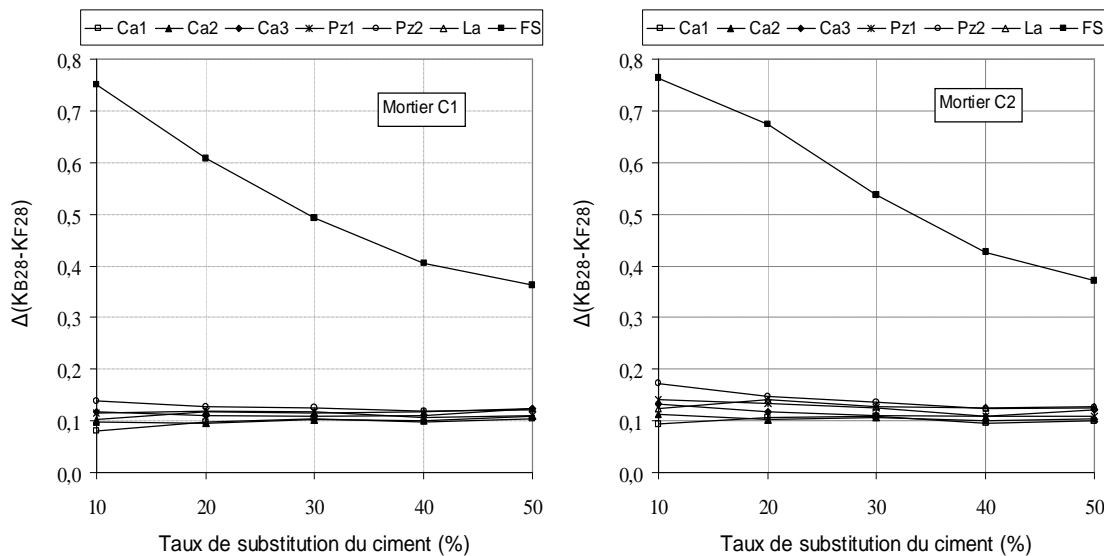 Ca1 Ca2 Ca3 Pz1 Pz2 La FS
0,8
0,7
0,6
0,5
0,4
0,3
0,2
0,1
0,0
Δ(KB28-KF28)
Mortier C1
10 20 30 40 50
Taux de substitution du ciment (%)
Ca1 Ca2 Ca3 Pz1 Pz2 La FS
0,8
0,7
0,6
0,5
0,4
0,3
0,2
0,1
0,0
Δ(KB28-KF28)
Mortier C2
10 20 30 40 50
Taux de substitution du ciment (%)